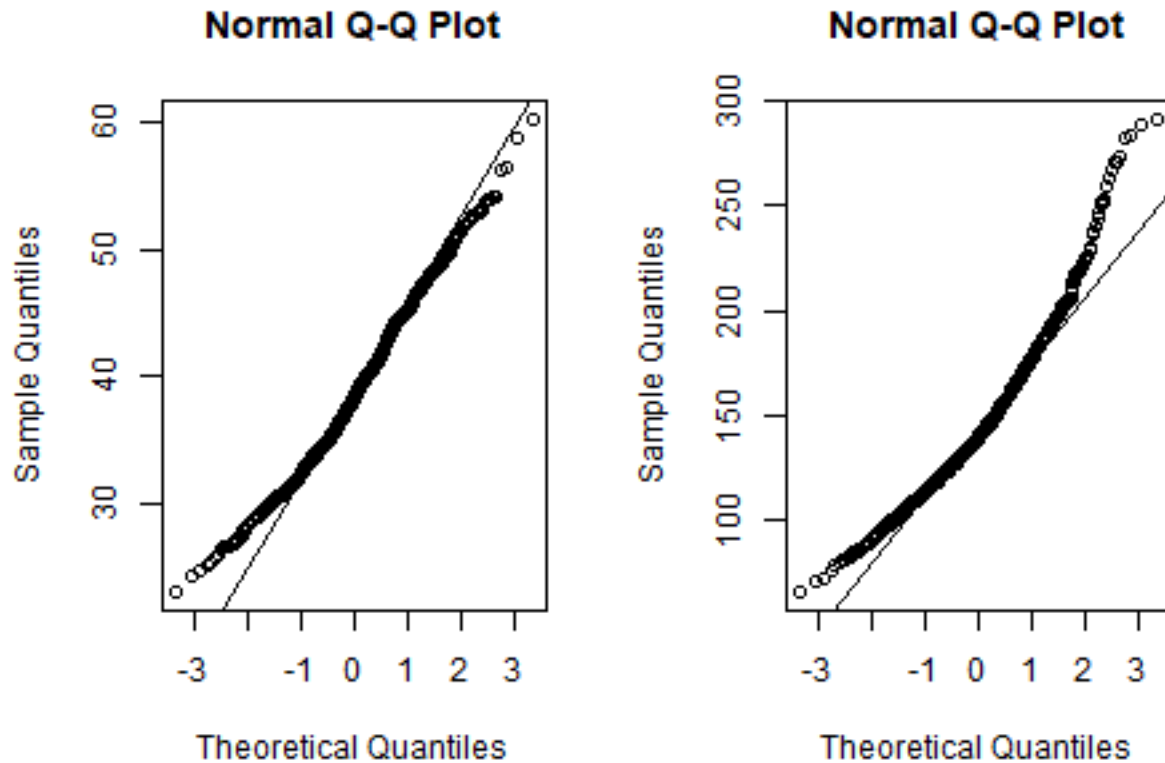 Normal Q-Q Plot
Sample Quantiles
60
50
40
30
-3 -1 0 1 2 3
Theoretical Quantiles
Normal Q-Q Plot
Sample Quantiles
300
250
200
150
100
-3 -1 0 1 2 3
Theoretical Quantiles